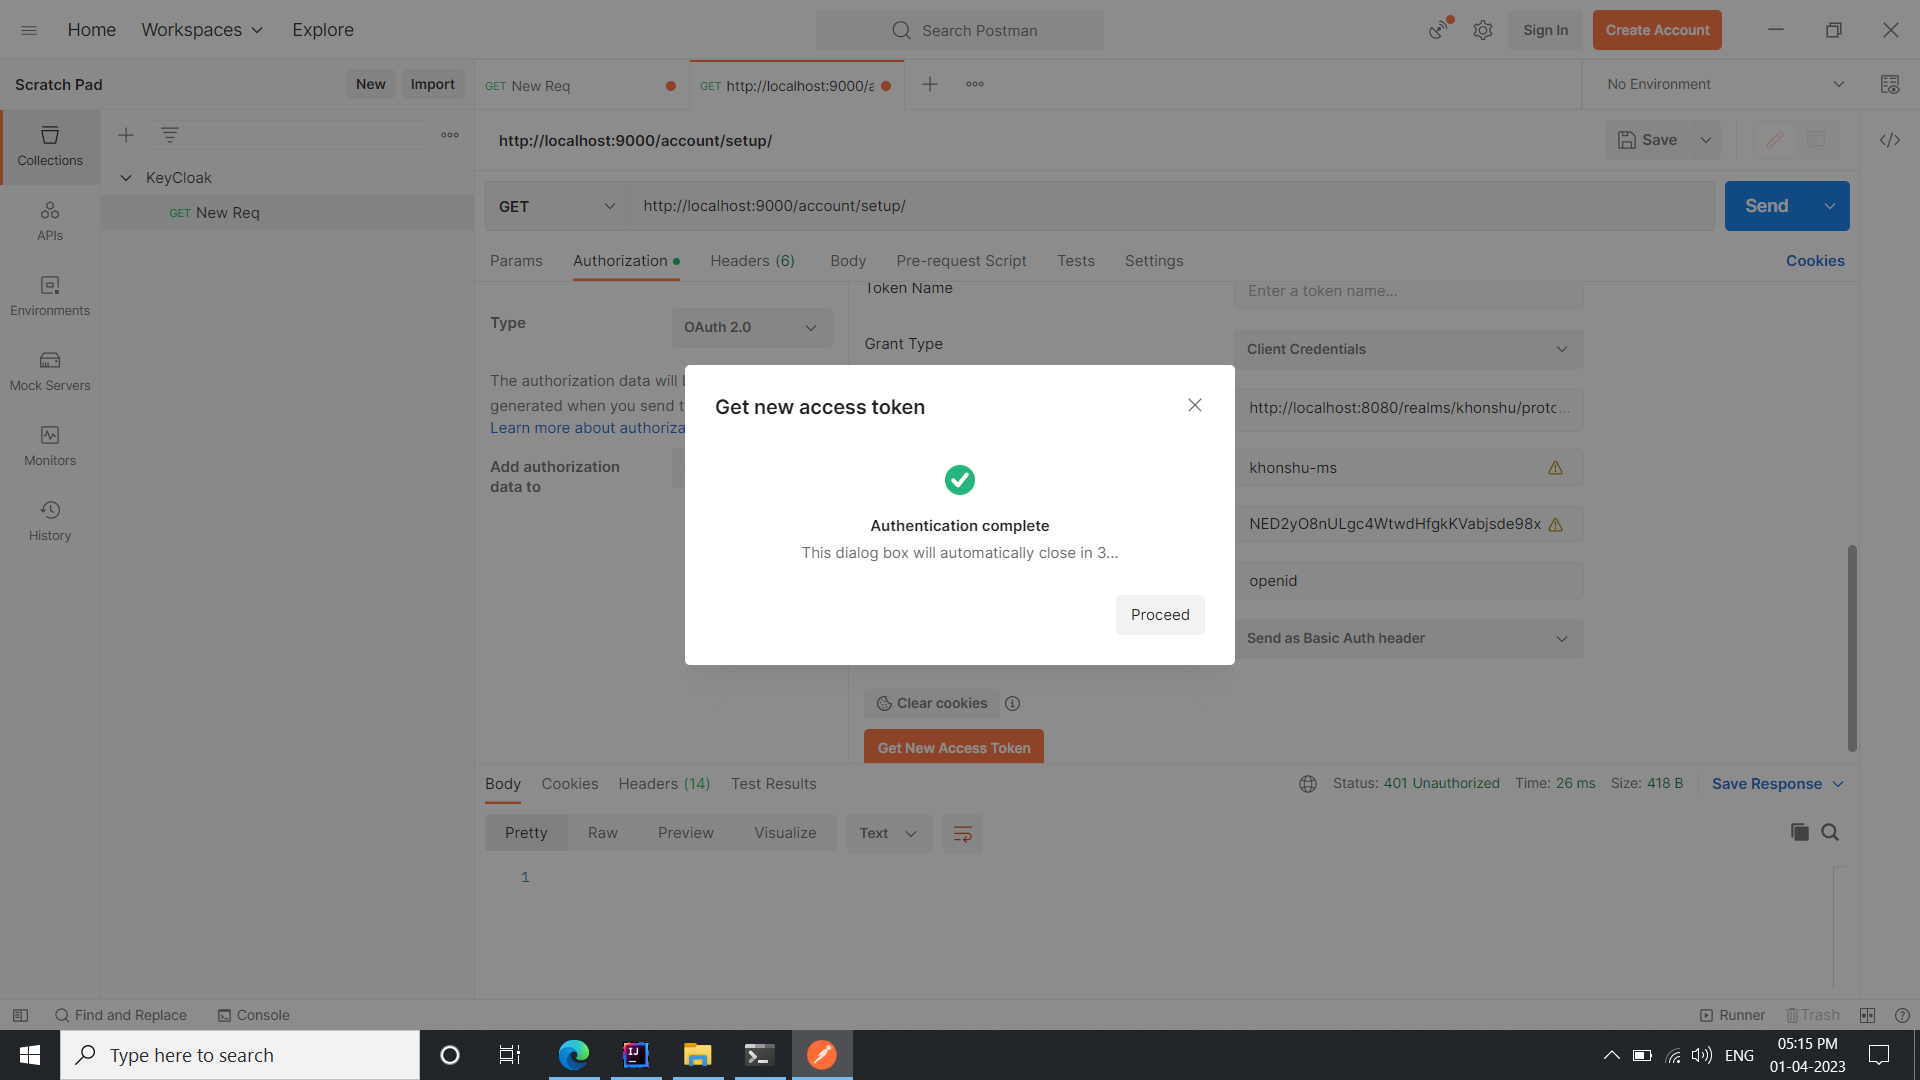 Home Workspaces Explore
Search Postman
Sign In Create Account
Scratch Pad New Import
GET New Req
GET http://localhost:9000/a
No Environment
Collections
KeyCloak
GET New Req
APIs
Environments
Mock Servers
Monitors
History
http://localhost:9000/account/setup/
Save
GET http://localhost:9000/account/setup/
Send
Params Authorization Headers (6) Body Pre-request Script Tests Settings Cookies
Type OAuth 2.0
The authorization data will
generated when you send
Learn more about authoriza
Add authorization
data to
Token Name Enter a token name...
Grant Type Client Credentials
http://localhost:8080/realms/khonshu/protc...
khonshu-ms
NED2yO8nULgc4WtwdHfgkKVabjsde98x
openid
Send as Basic Auth header
Get new access token
Authentication complete
This dialog box will automatically close in 3...
Proceed
Clear cookies
Get New Access Token
Body Cookies Headers (14) Test Results
Status: 401 Unauthorized Time: 26 ms Size: 418 B Save Response
Pretty Raw Preview Visualize Text
1
Find and Replace Console
Runner Trash
Type here to search
ENG
05:15 PM
01-04-2023